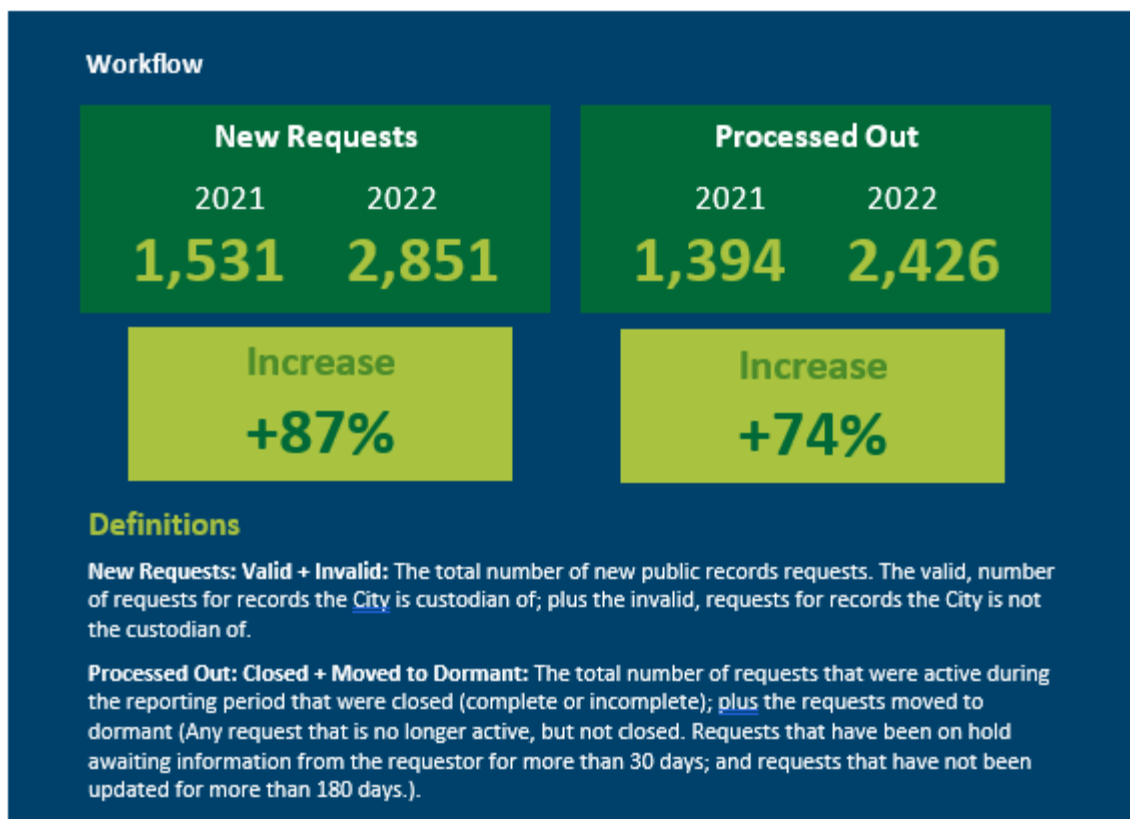 Workflow
New Requests
2021 2022
1,531 2,851
Increase
+87%
Processed Out
2021 2022
1,394 2,426
Increase
+74%
Definitions
New Requests: Valid + Invalid: The total number of new public records requests. The valid, number
of requests for records the City is custodian of; plus the invalid, requests for records the City is not
the custodian of.
Processed Out: Closed + Moved to Dormant: The total number of requests that were active during
the reporting period that were closed (complete or incomplete); plus the requests moved to
dormant (Any request that is no longer active, but not closed. Requests that have been on hold
awaiting information from the requestor for more than 30 days; and requests that have not been
updated for more than 180 days.).